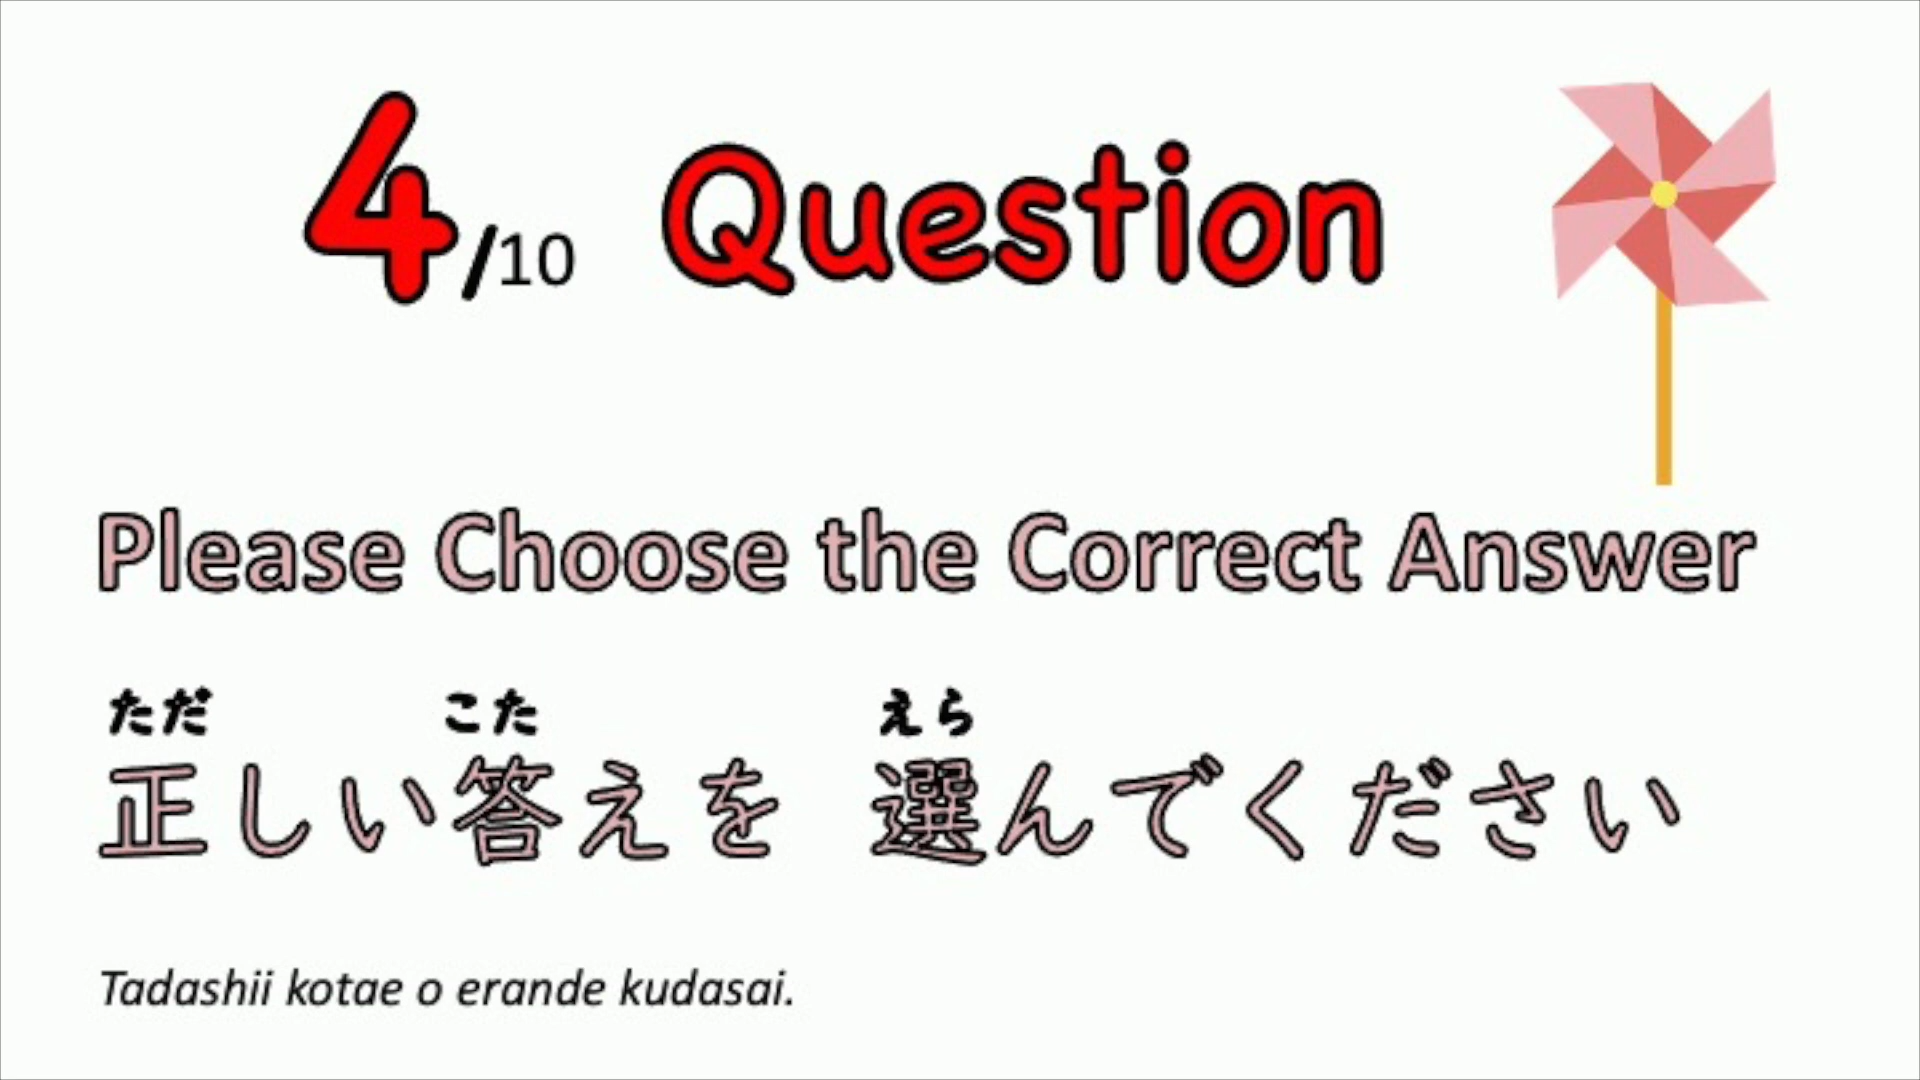 4/10 Question
Please Choose the Correct Answer
ただ こた えら
正しい答えを 選んでください
Tadashii kotae o erande kudasai.